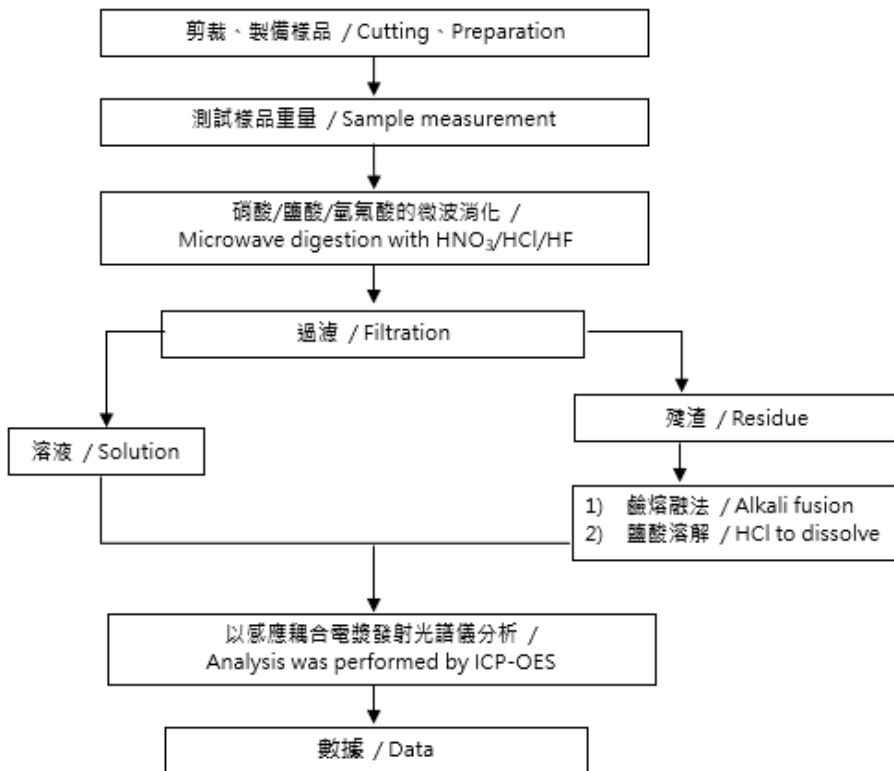 剪裁、製備樣品 / Cutting、Preparation
測試樣品重量 / Sample measurement
硝酸/鹽酸/氫氟酸的微波消化 /
Microwave digestion with HNO₃/HCl/HF
過濾 / Filtration
溶液 / Solution
殘渣 / Residue
1) 鹼熔融法 / Alkali fusion
2) 鹽酸溶解 / HCl to dissolve
以感應耦合電漿發射光譜儀分析 /
Analysis was performed by ICP-OES
數據 / Data